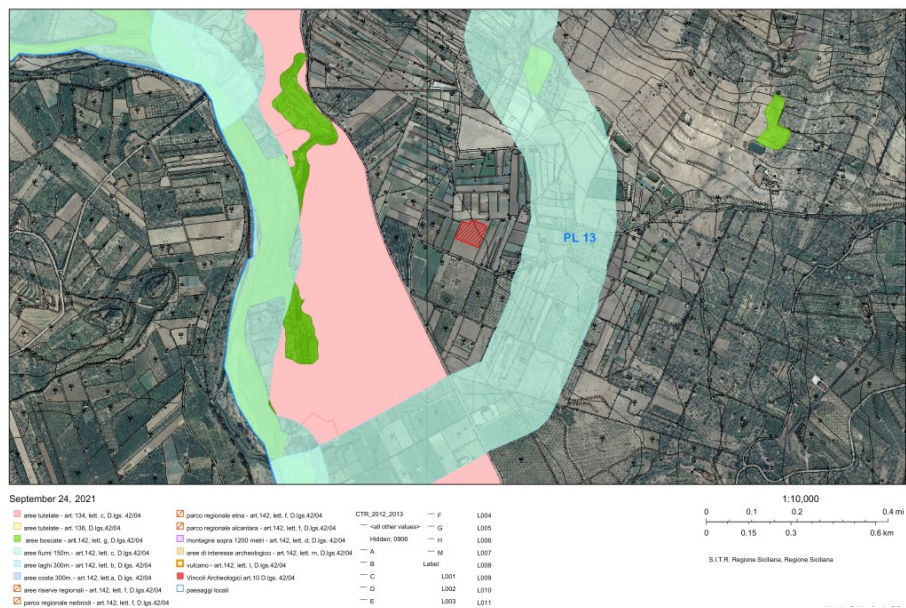 PL 13
September 24, 2021
aree tutelate - art. 134, lett. c, D.lgs. 42/04
aree tutelate - art. 136, D.lgs.42/04
aree boscate - art.142, lett. g, D.lgs. 42/04
aree fiumi 150m.- art.142, lett. c, D.lgs.42/04
aree laghi 300m.- art.142, lett. b, D.lgs. 42/04
aree costa 300m.- art.142, lett.a, D.lgs. 42/04
aree riserve regionali - art.142, lett. f, D.lgs.42/04
parco regionale nebrodi - art.142, lett. f, D.lgs.42/04
parco regionale etna - art.142, lett. f, D.lgs.42/04
parco regionale alcantara - art.142, lett. f, D.lgs.42/04
montagne sopra 1200 metri - art.142, lett. d, D.lgs. 42/04
aree di interesse archeologico - art.142, lett. m, D.lgs.42/04
vulcano - art.142, lett. l, D.lgs. 42/04
Vincoli Archeologici art.10 D.lgs. 42/04
paesaggi locali
CTR_2012_2013
<all other values>
Hidden; 0906
A
B
C
D
E
F
G
H
M
Label
L001
L002
L003
L004
L005
L006
L007
L008
L009
L010
L011
1:10,000
0 0.1 0.2 0.4 mi
0 0.15 0.3 0.6 km
S.I.T.R. Regione Siciliana, Regione Siciliana